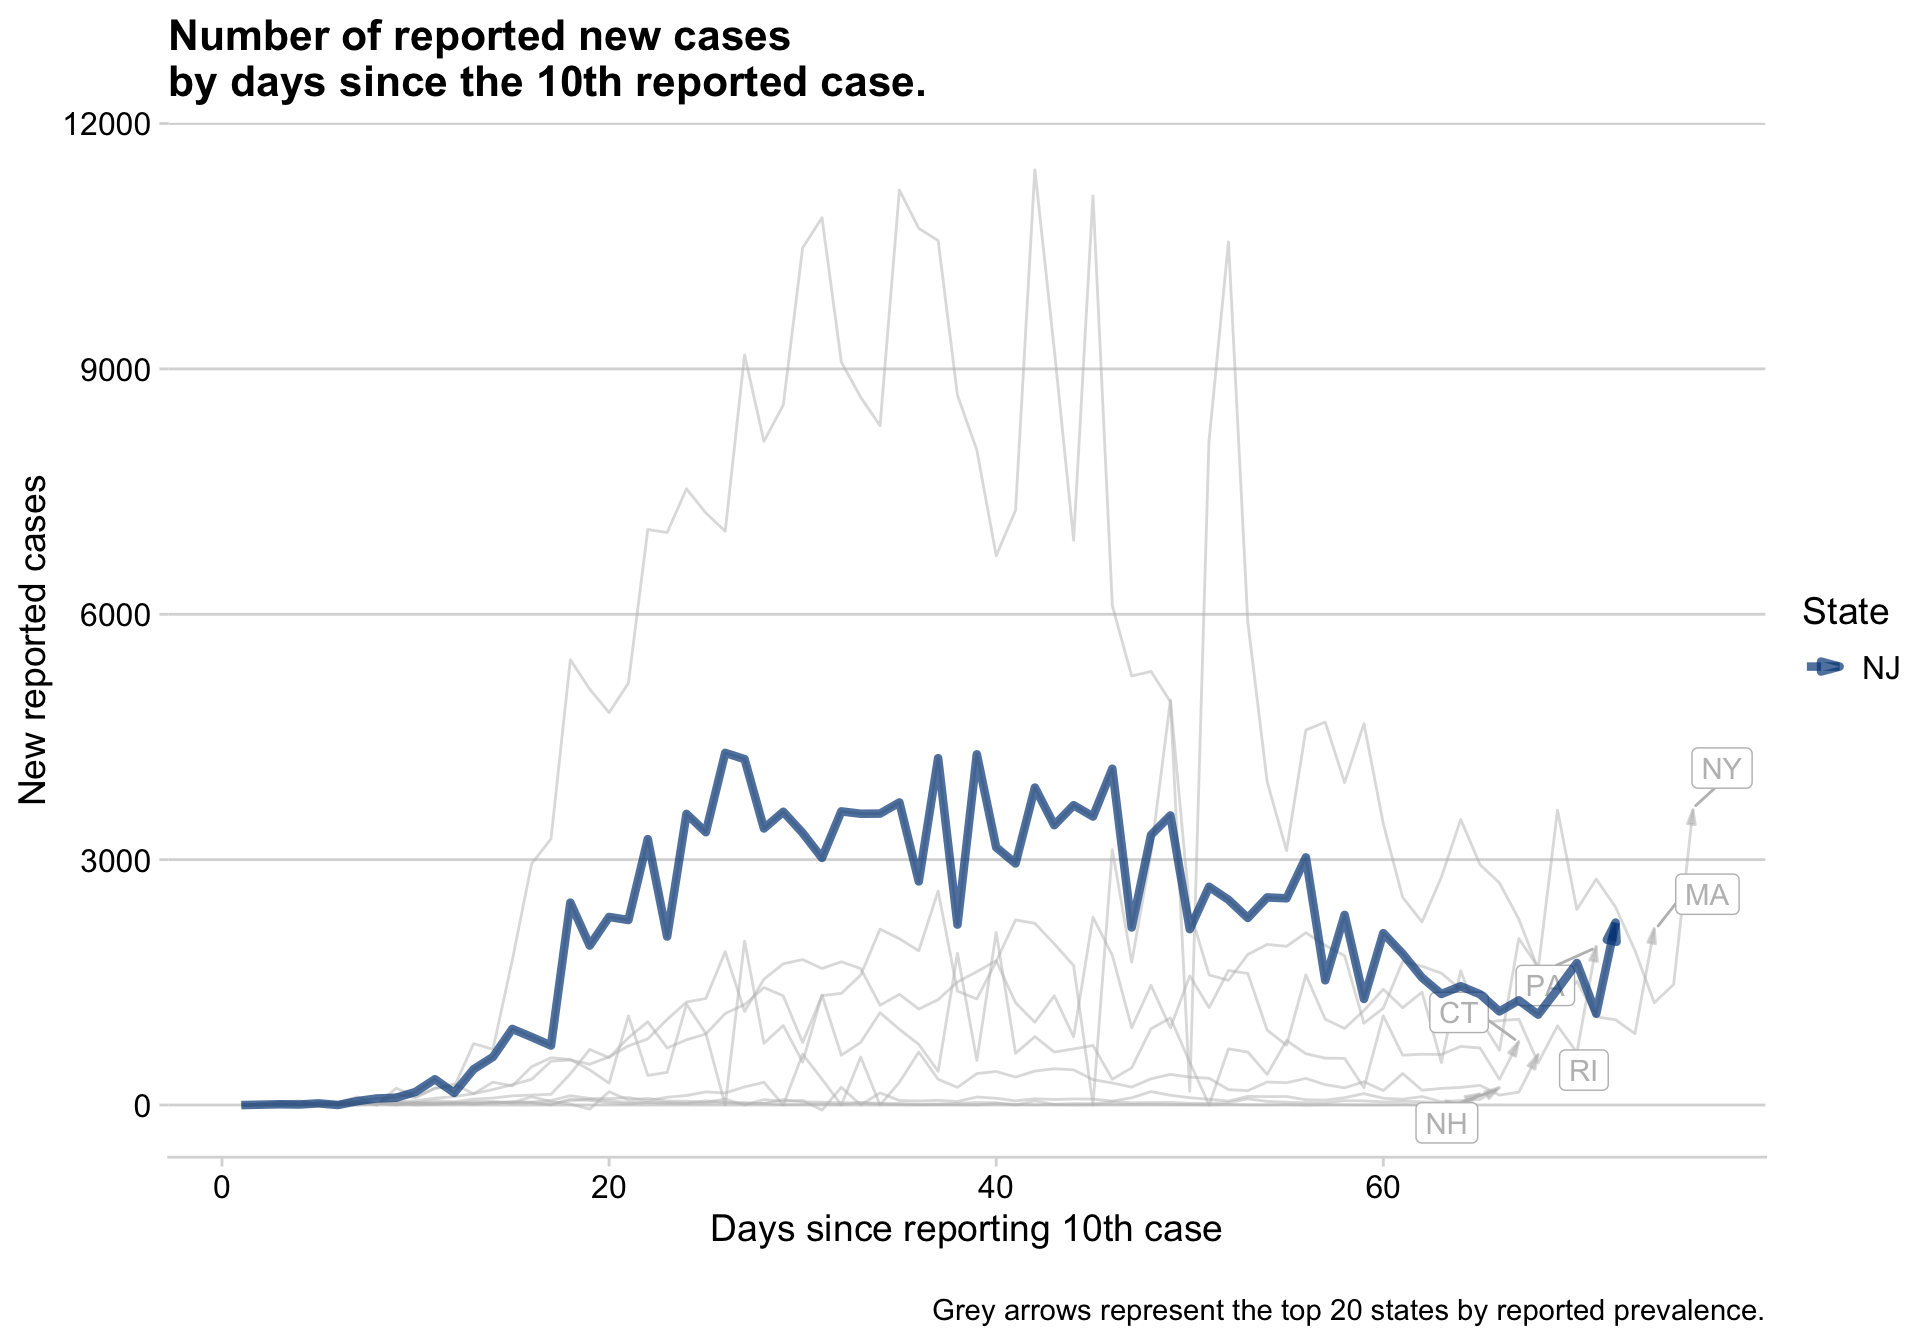 Number of reported new cases
by days since the 10th reported case.
12000
9000
6000
3000
0
New reported cases
NY
MA
PA
CT
RI
NH
State
NJ
0
20
40
60
Days since reporting 10th case
Grey arrows represent the top 20 states by reported prevalence.